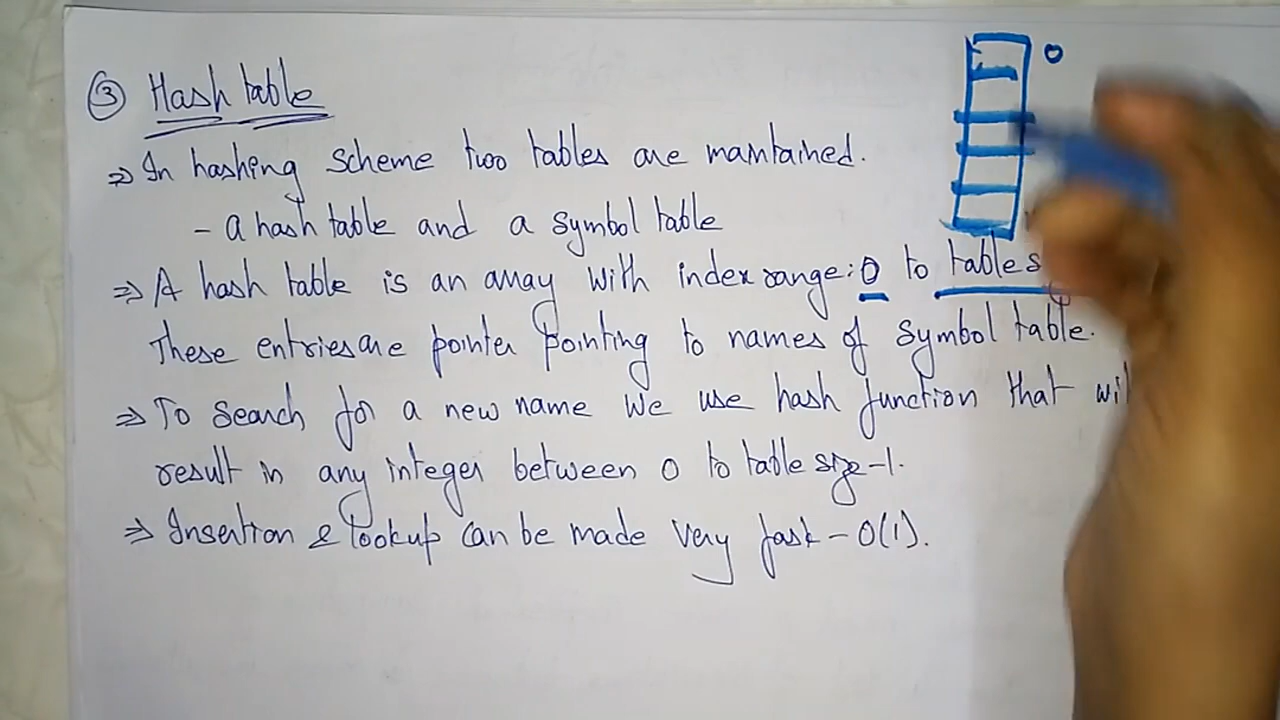 ③ Hash table
0
⇒ In hashing scheme two tables are maintained.
- a hash table and a symbol table
⇒ A hash table is an array with index range: 0 to tables
These entries are pointer pointing to names of symbol table.
⇒ To search for a new name we use hash function that wil
result in any integer between 0 to table size-1.
⇒ Insertion & lookup can be made very fast - O(1).